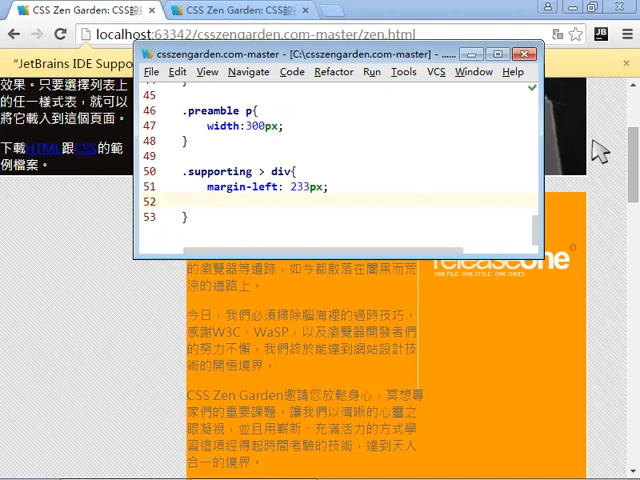 CSS Zen Garden: CSS設
CSS Zen Garden: CSS設
localhost:63342/csszengarden.com-master/zen.html
"JetBrains IDE Suppo
csszengarden.com-master - [C:\csszengarden.com-master] - ...
File Edit View Navigate Refactor Run Tools VCS Window Help
45
46 .preamble p{
47 width:300px;
48 }
49
50 .supporting > div{
51 margin-left: 233px;
52
53 }
效果。只要選擇列表上
的任一樣式表，就可以
將它載入到這個頁面。
下載HTML跟CSS的範
例檔案。
releaseone
ONE FILE. ONE STYLE. ONE SHEET.
的瀏覽器等遺跡，如今都散落在闇黑而荒
涼的道路上。
今日，我們必須掃除腦海裡的過時技巧。
感謝W3C、WaSP，以及瀏覽器開發者們
的努力不懈，我們終於能達到網站設計技
術的開悟境界。
CSS Zen Garden邀請您放鬆身心，冥想專
家們的重要課題。讓我們以清晰的心靈之
眼凝視，並且用嶄新、充滿活力的方式學
習這項經得起時間考驗的技術，達到天人
合一的境界。